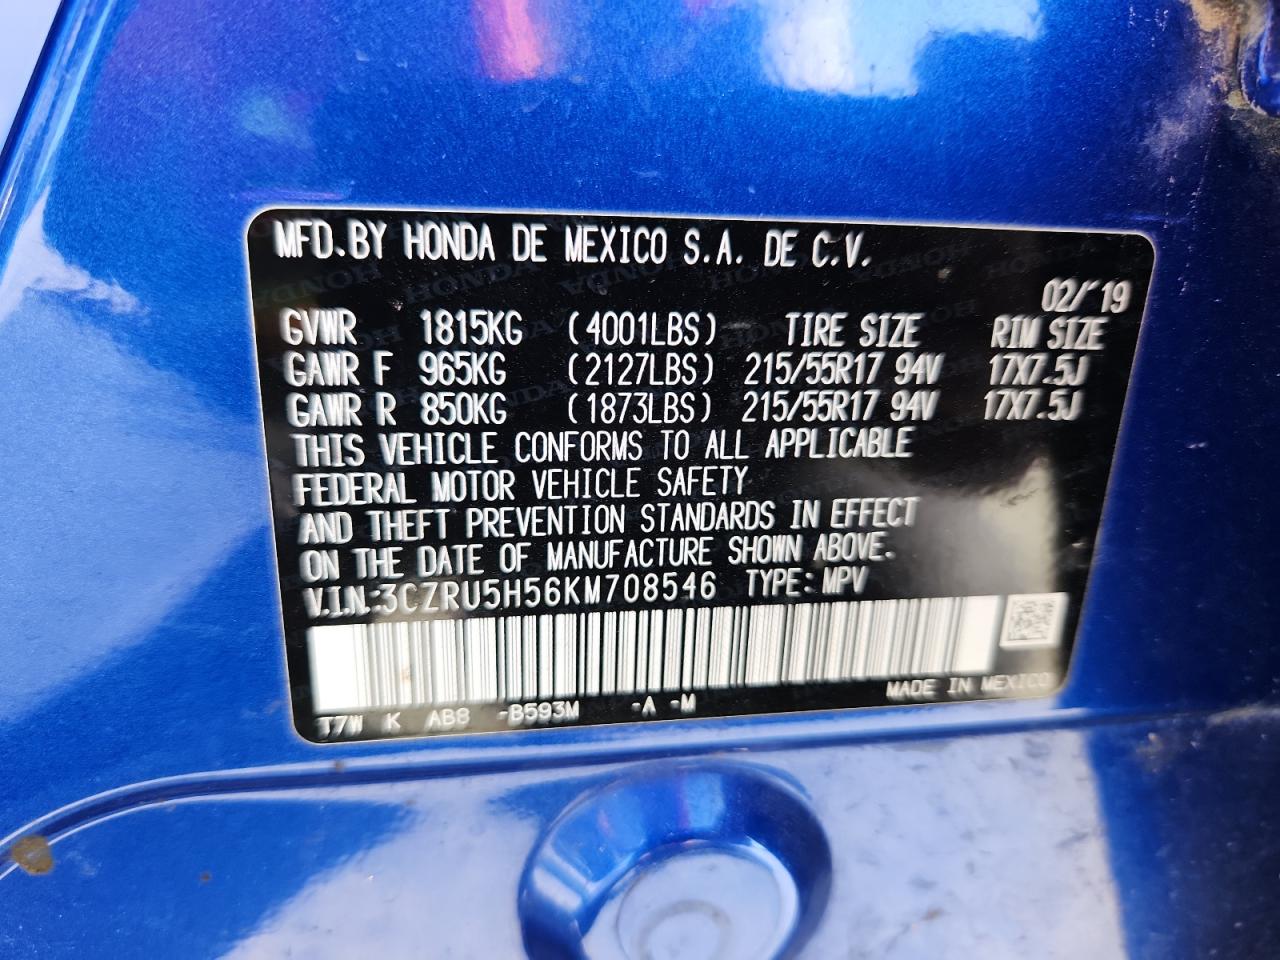 MFD.BY HONDA DE MEXICO S.A. DE C.V.
02/'19
GVWR 1815KG (4001LBS) TIRE SIZE RIM SIZE
GAWR F 965KG (2127LBS) 215/55R17 94V 17X7.5J
GAWR R 850KG (1873LBS) 215/55R17 94V 17X7.5J
THIS VEHICLE CONFORMS TO ALL APPLICABLE
FEDERAL MOTOR VEHICLE SAFETY
AND THEFT PREVENTION STANDARDS IN EFFECT
ON THE DATE OF MANUFACTURE SHOWN ABOVE.
V.I.N.:3CZRU5H56KM708546 TYPE: MPV
MADE IN MEXICO
T7W K AB8 -B593M -A -M